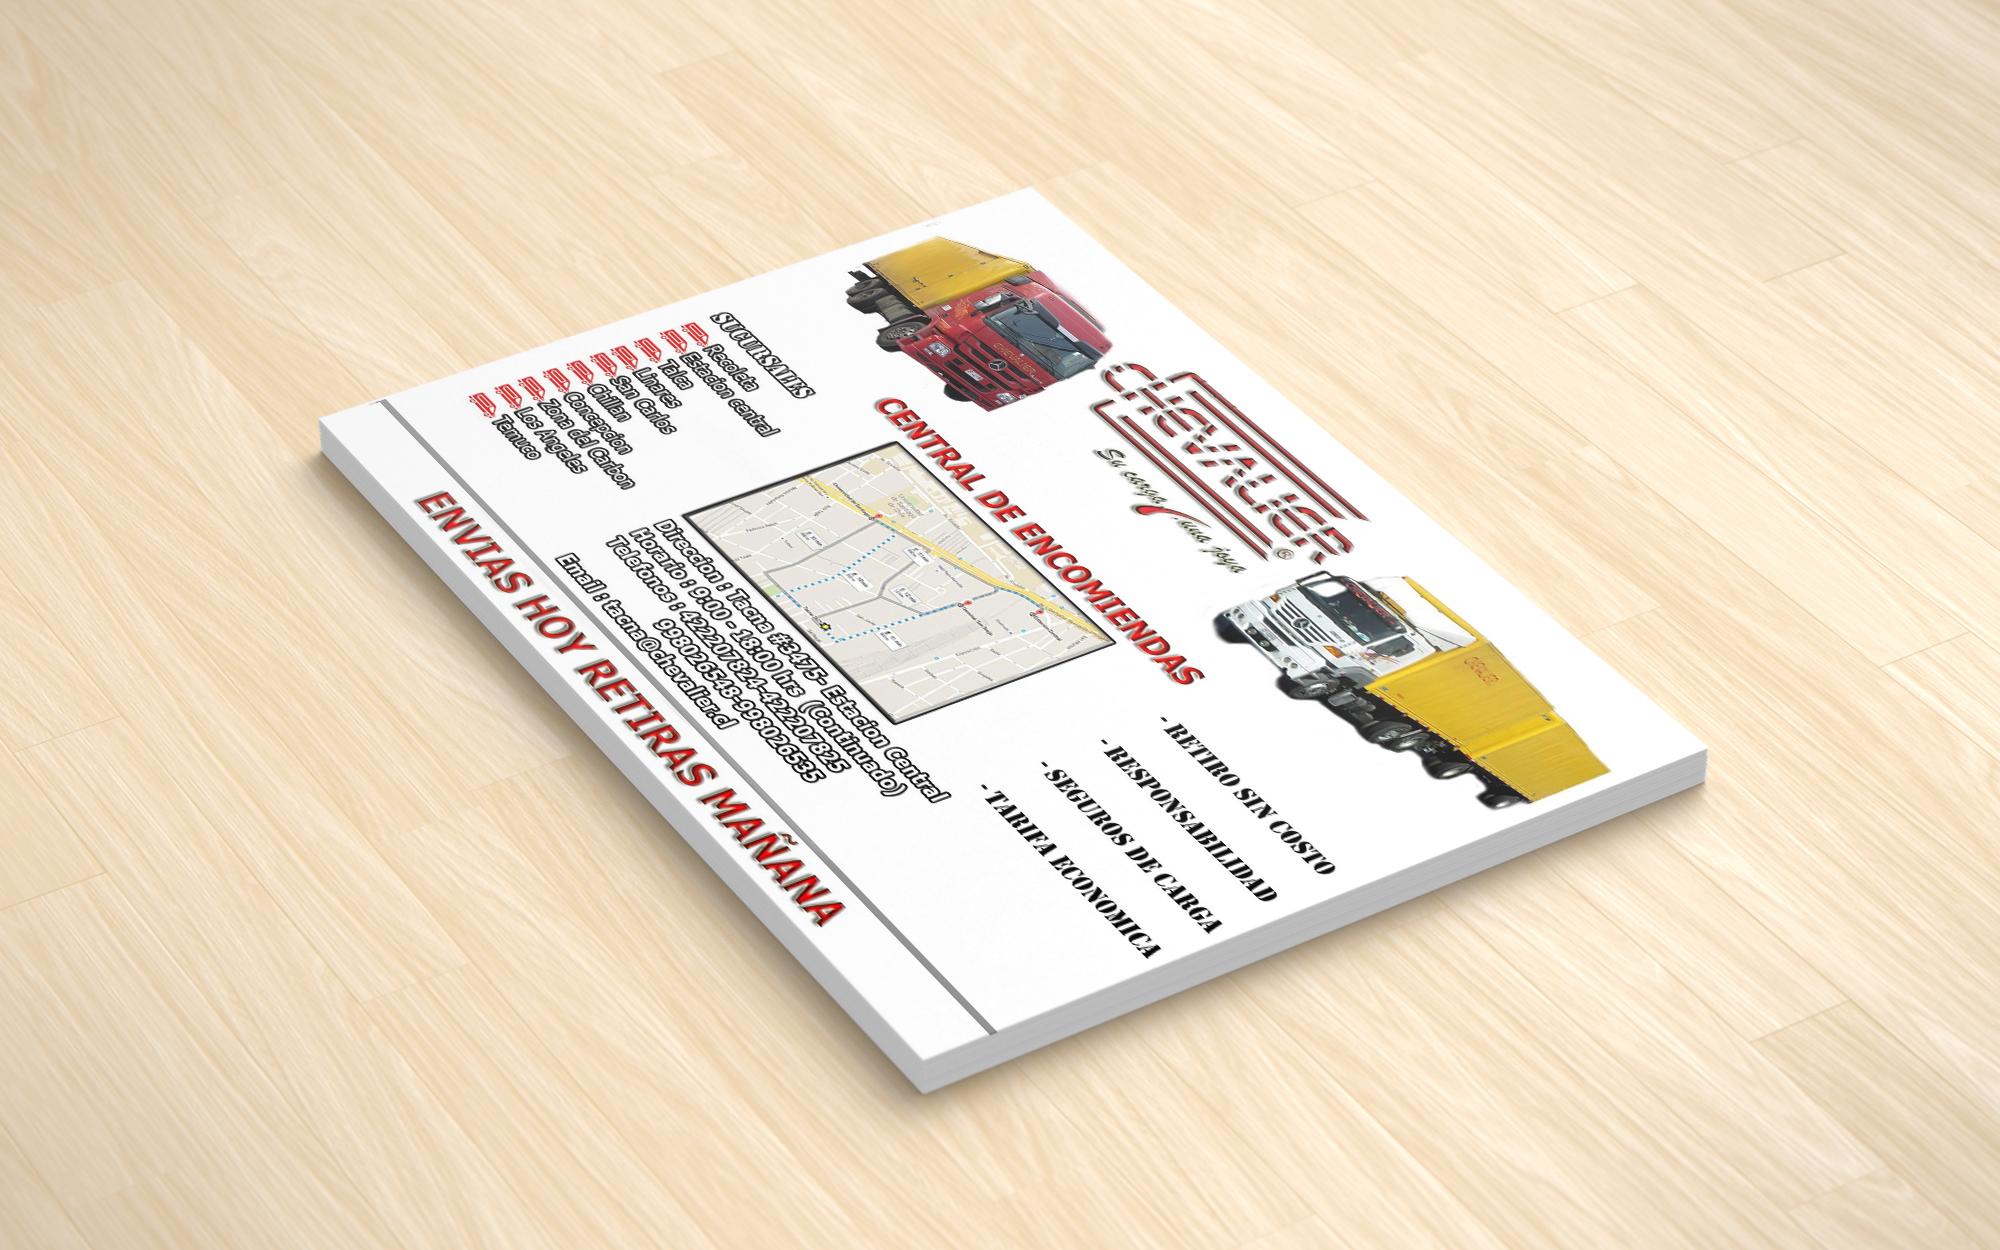 CHEVALIER®
Su carga, una joya
CENTRAL DE ENCOMIENDAS
SUCURSALES
Recoleta
Estacion central
Talca
Linares
San Carlos
Chillan
Concepcion
Zona del Carbon
Los Angeles
Temuco
- RETIRO SIN COSTO
- RESPONSABILIDAD
- SEGUROS DE CARGA
- TARIFA ECONOMICA
Direccion : Tacna #3475- Estacion Central
Horario : 9:00 - 18:00 hrs (Continuado)
Telefonos : 422207824-422207825
998026548-998026535
Email : tacna@chevalier.cl
ENVIAS HOY RETIRAS MAÑANA
CHEVALIER
CHEVALIER